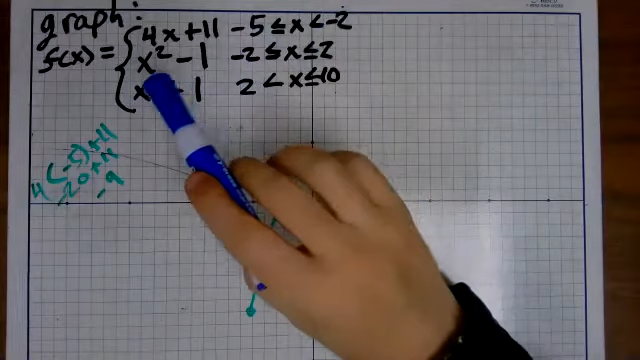 graph:
f(x) = { 4x+11 -5 ≤ x < -2
x² - 1 -2 ≤ x ≤ 2
x - 1 2 < x ≤ 10
4(-5)+11
-20+11
-9